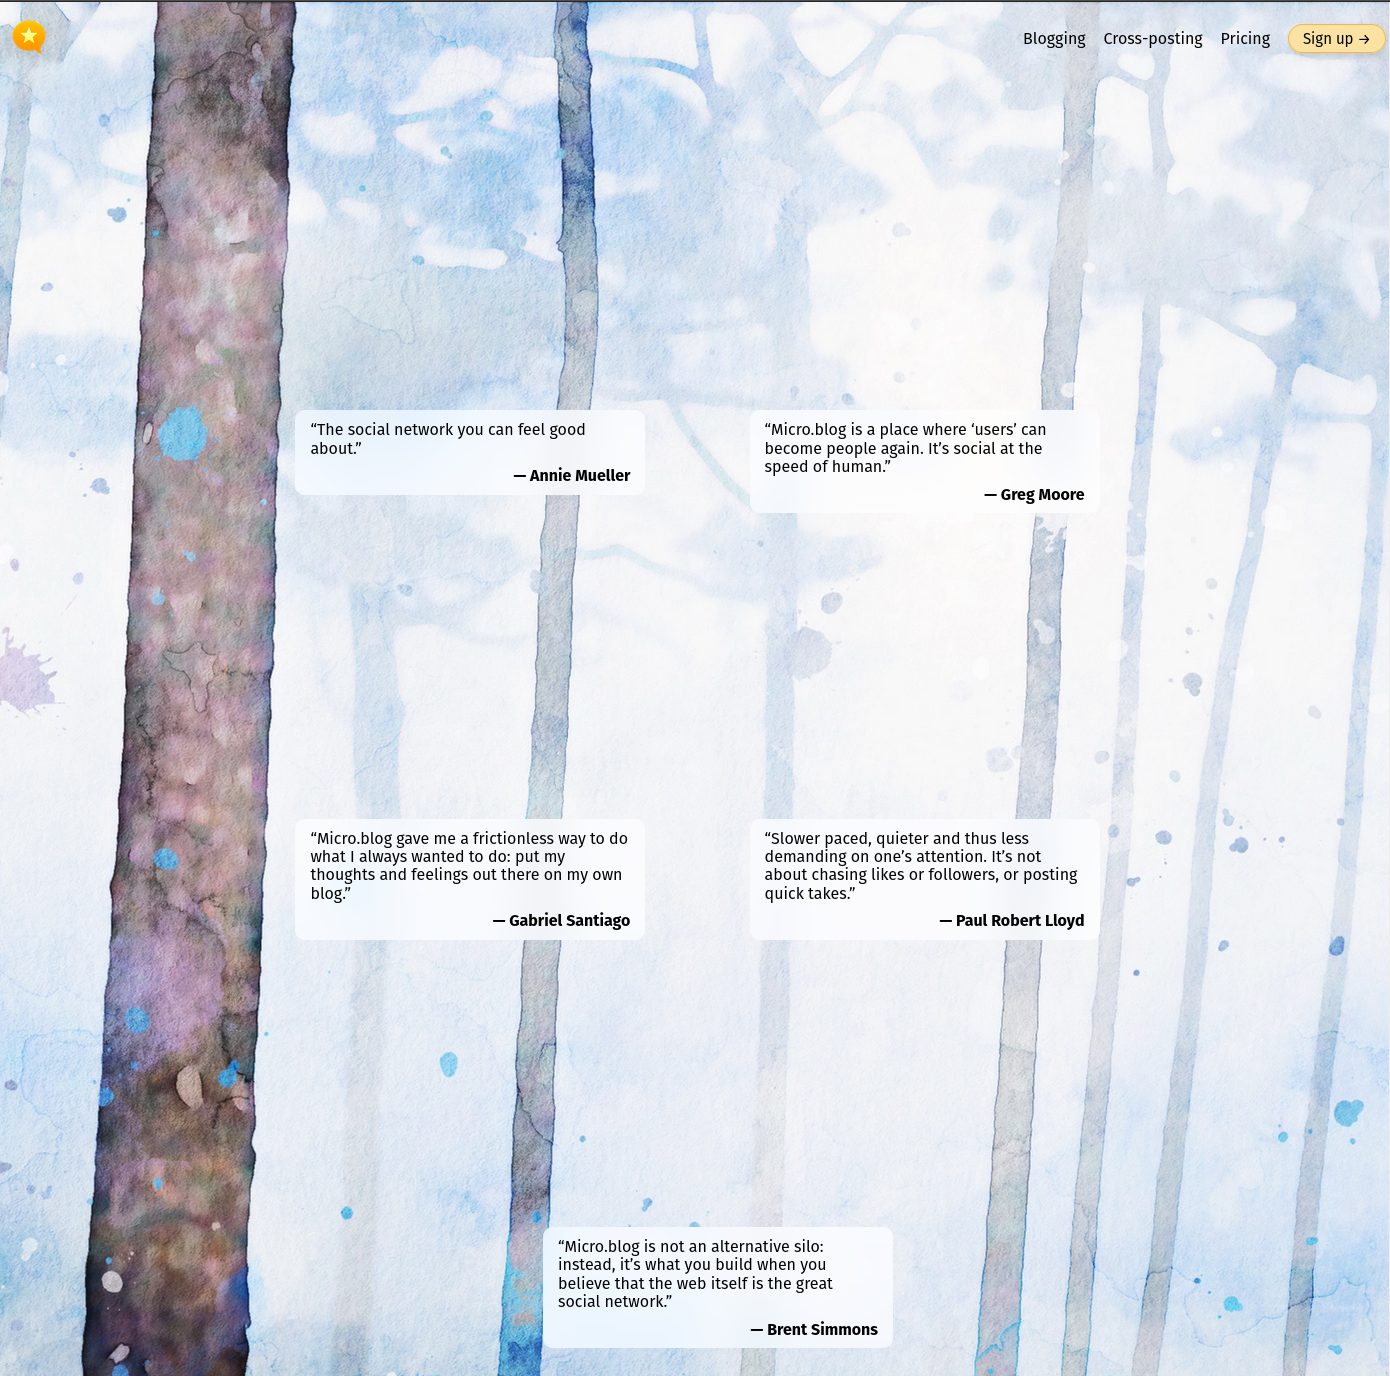 Blogging Cross-posting Pricing Sign up →
“The social network you can feel good
about.”
— Annie Mueller
“Micro.blog is a place where ‘users’ can
become people again. It’s social at the
speed of human.”
— Greg Moore
“Micro.blog gave me a frictionless way to do
what I always wanted to do: put my
thoughts and feelings out there on my own
blog.”
— Gabriel Santiago
“Slower paced, quieter and thus less
demanding on one’s attention. It’s not
about chasing likes or followers, or posting
quick takes.”
— Paul Robert Lloyd
“Micro.blog is not an alternative silo:
instead, it’s what you build when you
believe that the web itself is the great
social network.”
— Brent Simmons